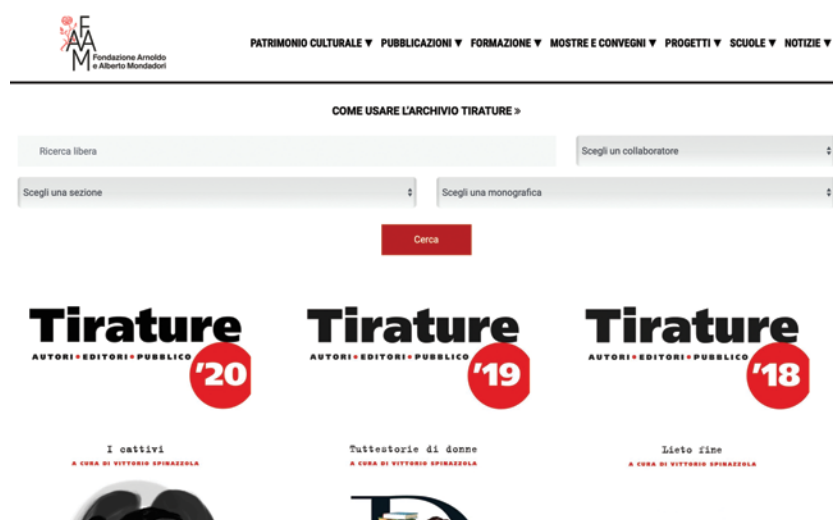 FAAM
Fondazione Arnoldo
e Alberto Mondadori
PATRIMONIO CULTURALE ▼ PUBBLICAZIONI ▼ FORMAZIONE ▼ MOSTRE E CONVEGNI ▼ PROGETTI ▼ SCUOLE ▼ NOTIZIE ▼
COME USARE L'ARCHIVIO TIRATURE »
Ricerca libera
Scegli un collaboratore
Scegli una sezione
Scegli una monografica
Cerca
Tirature
AUTORI•EDITORI•PUBBLICO
'20
I cattivi
A CURA DI VITTORIO SPINAZZOLA
Tirature
AUTORI•EDITORI•PUBBLICO
'19
Tuttestorie di donne
A CURA DI VITTORIO SPINAZZOLA
Tirature
AUTORI•EDITORI•PUBBLICO
'18
Lieto fine
A CURA DI VITTORIO SPINAZZOLA